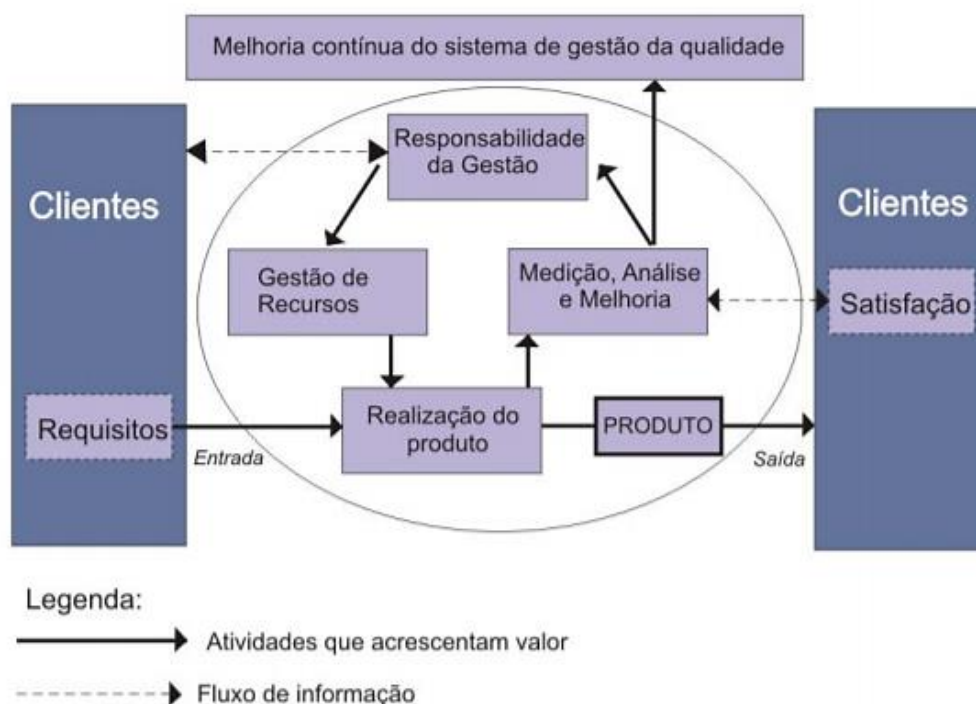 Melhoria contínua do sistema de gestão da qualidade
Responsabilidade
da Gestão
Clientes
Clientes
Gestão de
Recursos
Medição, Análise
e Melhoria
Satisfação
Requisitos
Entrada
Realização do
produto
PRODUTO
Saída
Legenda:
Atividades que acrescentam valor
Fluxo de informação